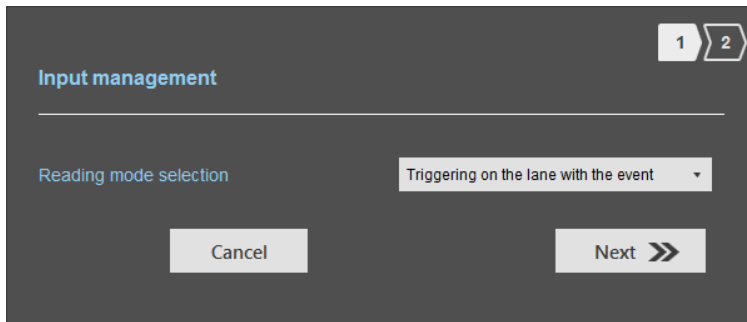 1 2
Input management
Reading mode selection Triggering on the lane with the event
Cancel Next